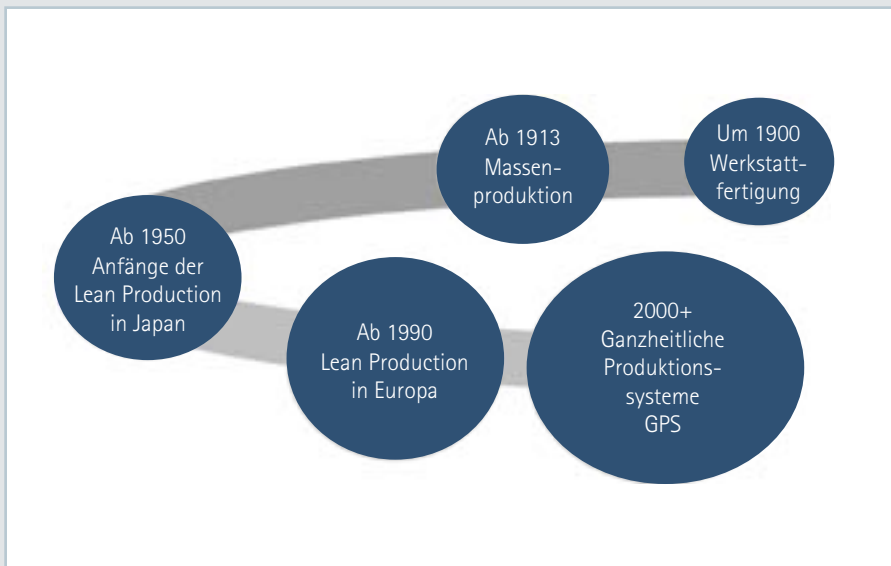 Ab 1913
Massen-
produktion
Um 1900
Werkstatt-
fertigung
Ab 1950
Anfänge der
Lean Production
in Japan
Ab 1990
Lean Production
in Europa
2000+
Ganzheitliche
Produktions-
systeme
GPS